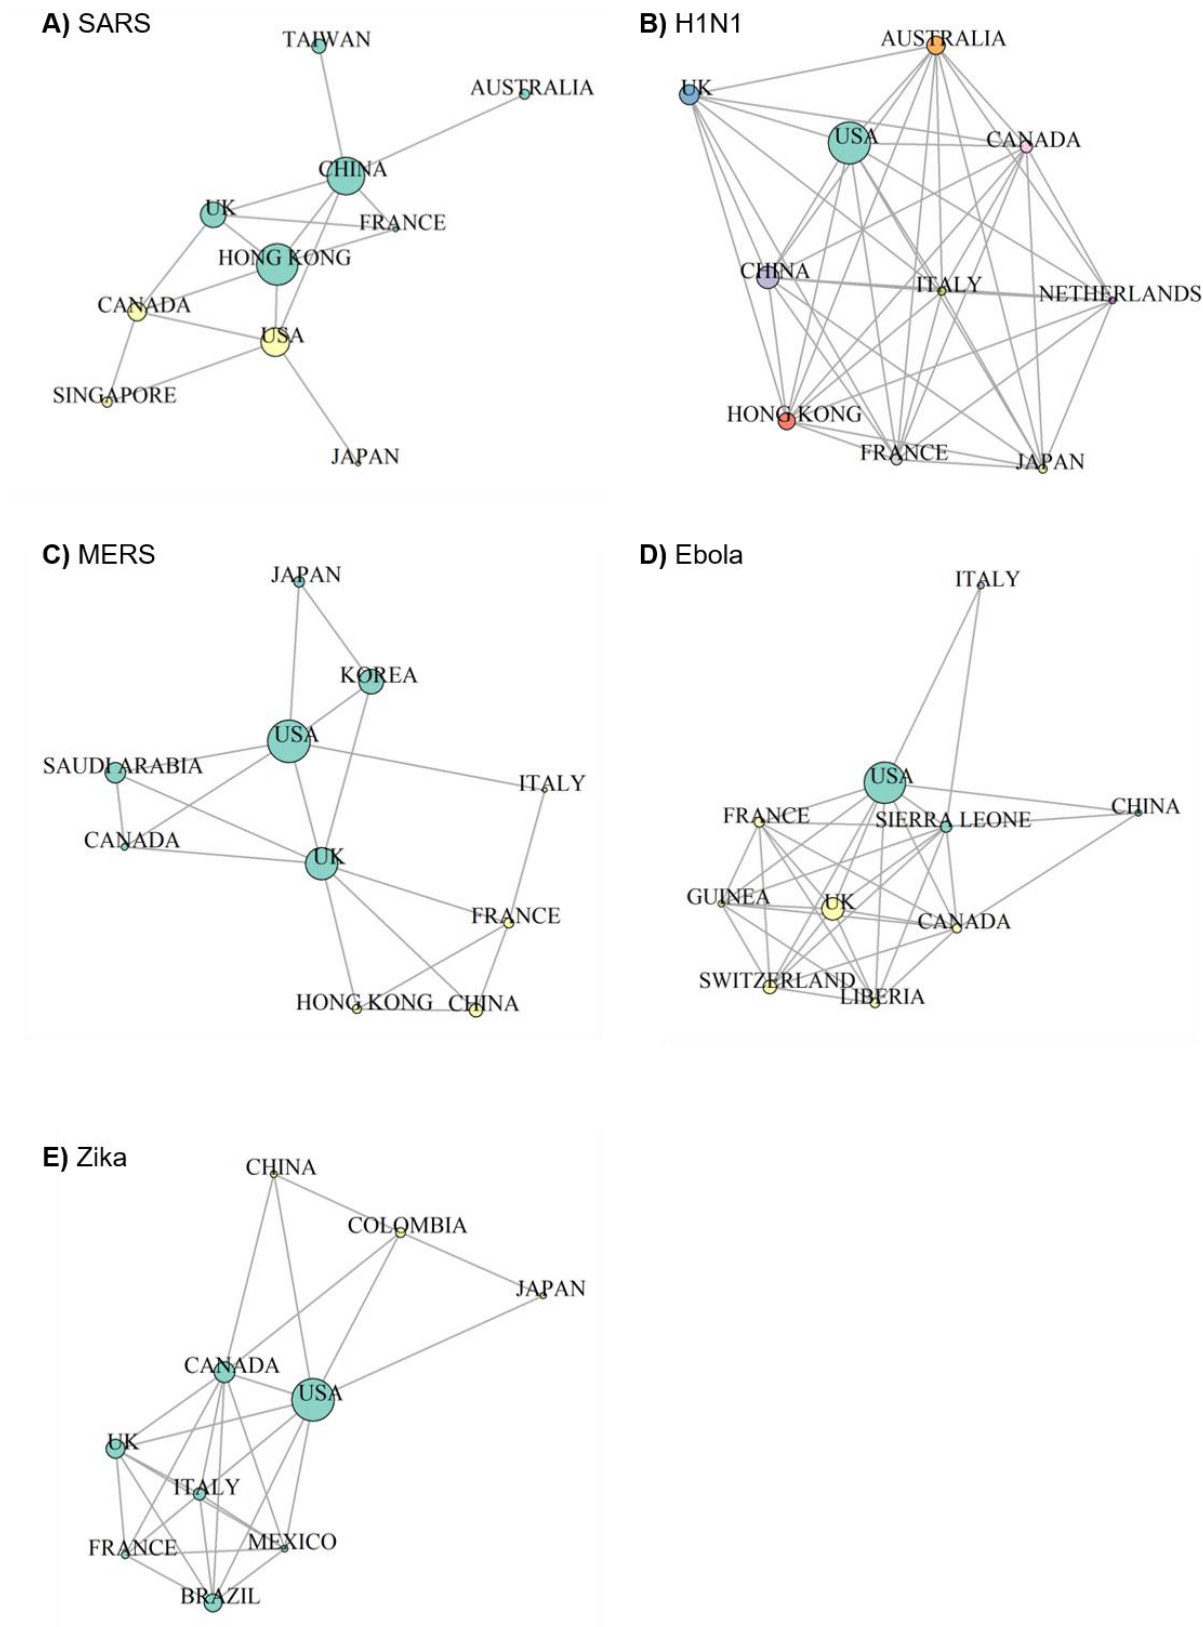 A) SARS
TAIWAN
AUSTRALIA
CHINA
UK
FRANCE
HONG KONG
CANADA
USA
SINGAPORE
JAPAN
B) H1N1
AUSTRALIA
UK
USA
CANADA
CHINA
ITALY
NETHERLANDS
HONG KONG
FRANCE
JAPAN
C) MERS
JAPAN
KOREA
USA
SAUDI ARABIA
ITALY
CANADA
UK
FRANCE
HONG KONG
CHINA
D) Ebola
ITALY
USA
CHINA
FRANCE
SIERRA LEONE
GUINEA
UK
CANADA
SWITZERLAND
LIBERIA
E) Zika
CHINA
COLOMBIA
JAPAN
CANADA
USA
UK
ITALY
FRANCE
MEXICO
BRAZIL